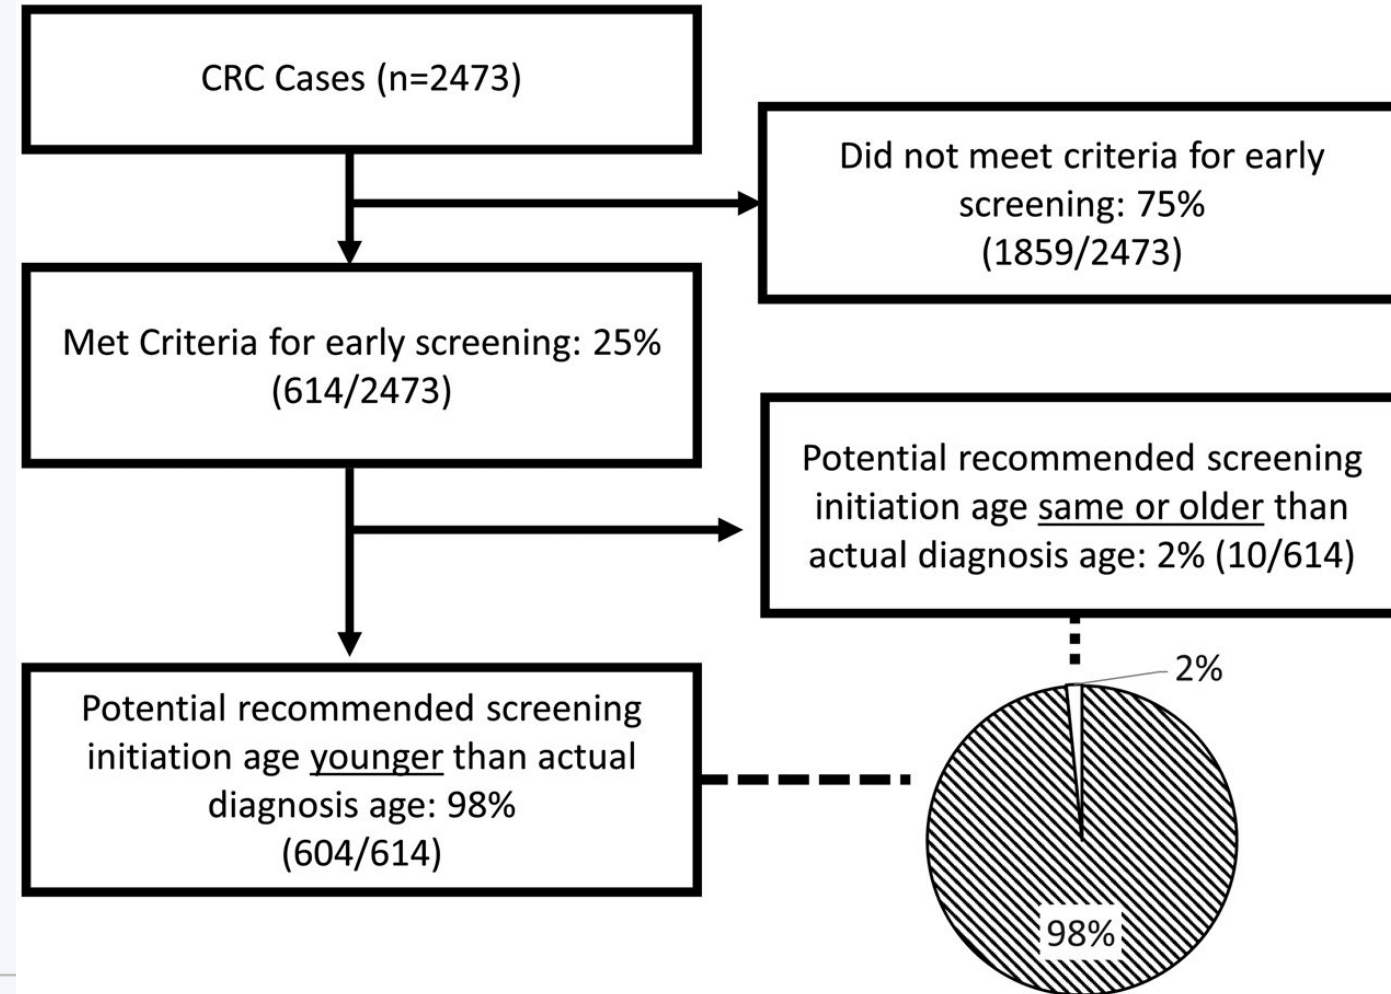 CRC Cases (n=2473)
Did not meet criteria for early
screening: 75%
(1859/2473)
Met Criteria for early screening: 25%
(614/2473)
Potential recommended screening
initiation age same or older than
actual diagnosis age: 2% (10/614)
Potential recommended screening
initiation age younger than actual
diagnosis age: 98%
(604/614)
2%
98%